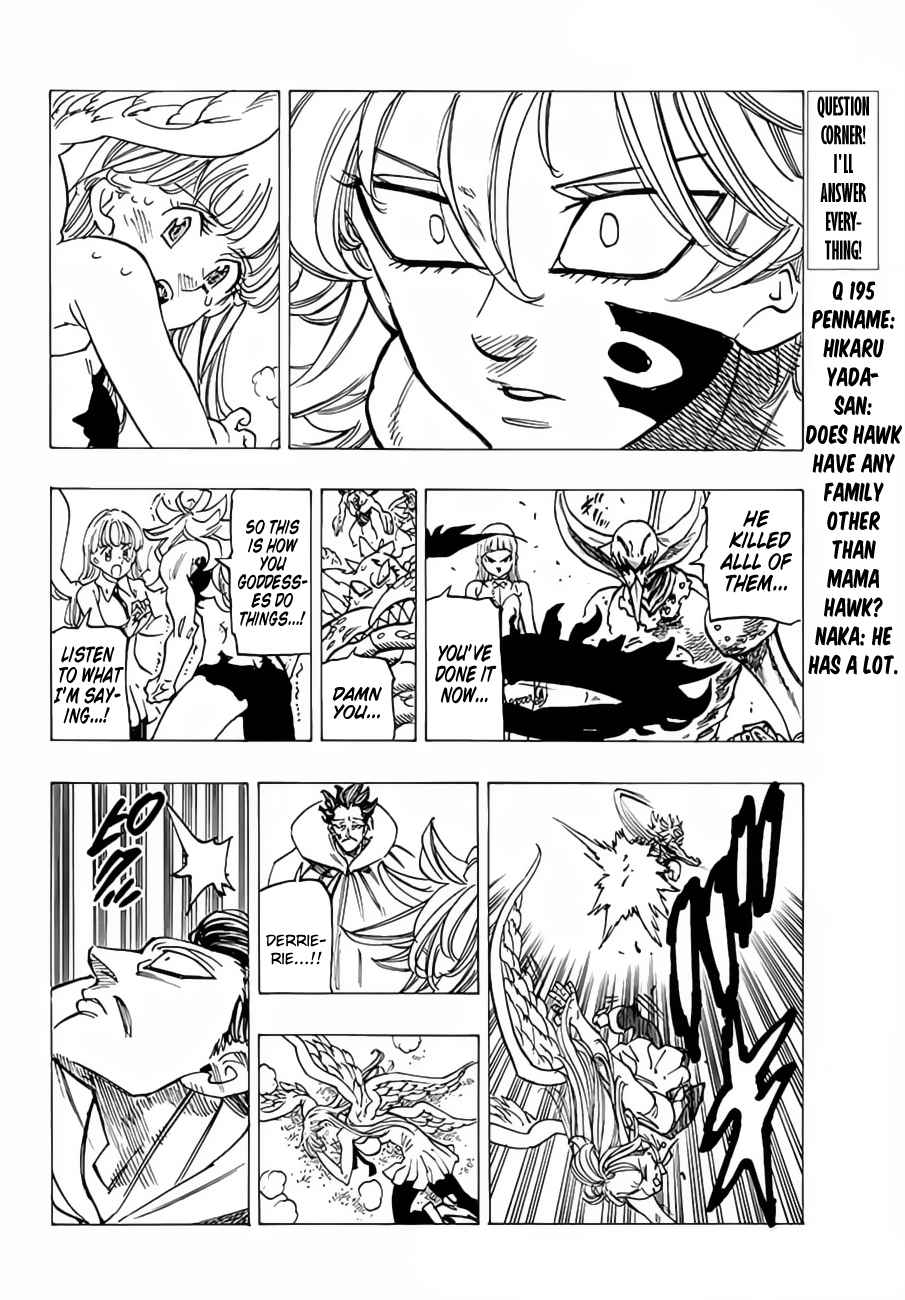 QUESTION
CORNER!
I'LL
ANSWER
EVERY-
THING!
Q 195
PENNAME:
HIKARU
YADA-
SAN:
DOES HAWK
HAVE ANY
FAMILY
OTHER
THAN
MAMA
HAWK?
NAKA: HE
HAS A LOT.
HE
KILLED
ALLL OF
THEM...
YOU'VE
DONE IT
NOW...
DAMN
YOU...
SO THIS
IS HOW
YOU
GODDESS-
ES DO
THINGS...!
LISTEN
TO WHAT
I'M SAY-
ING...!
DERRIE-
RIE...!!